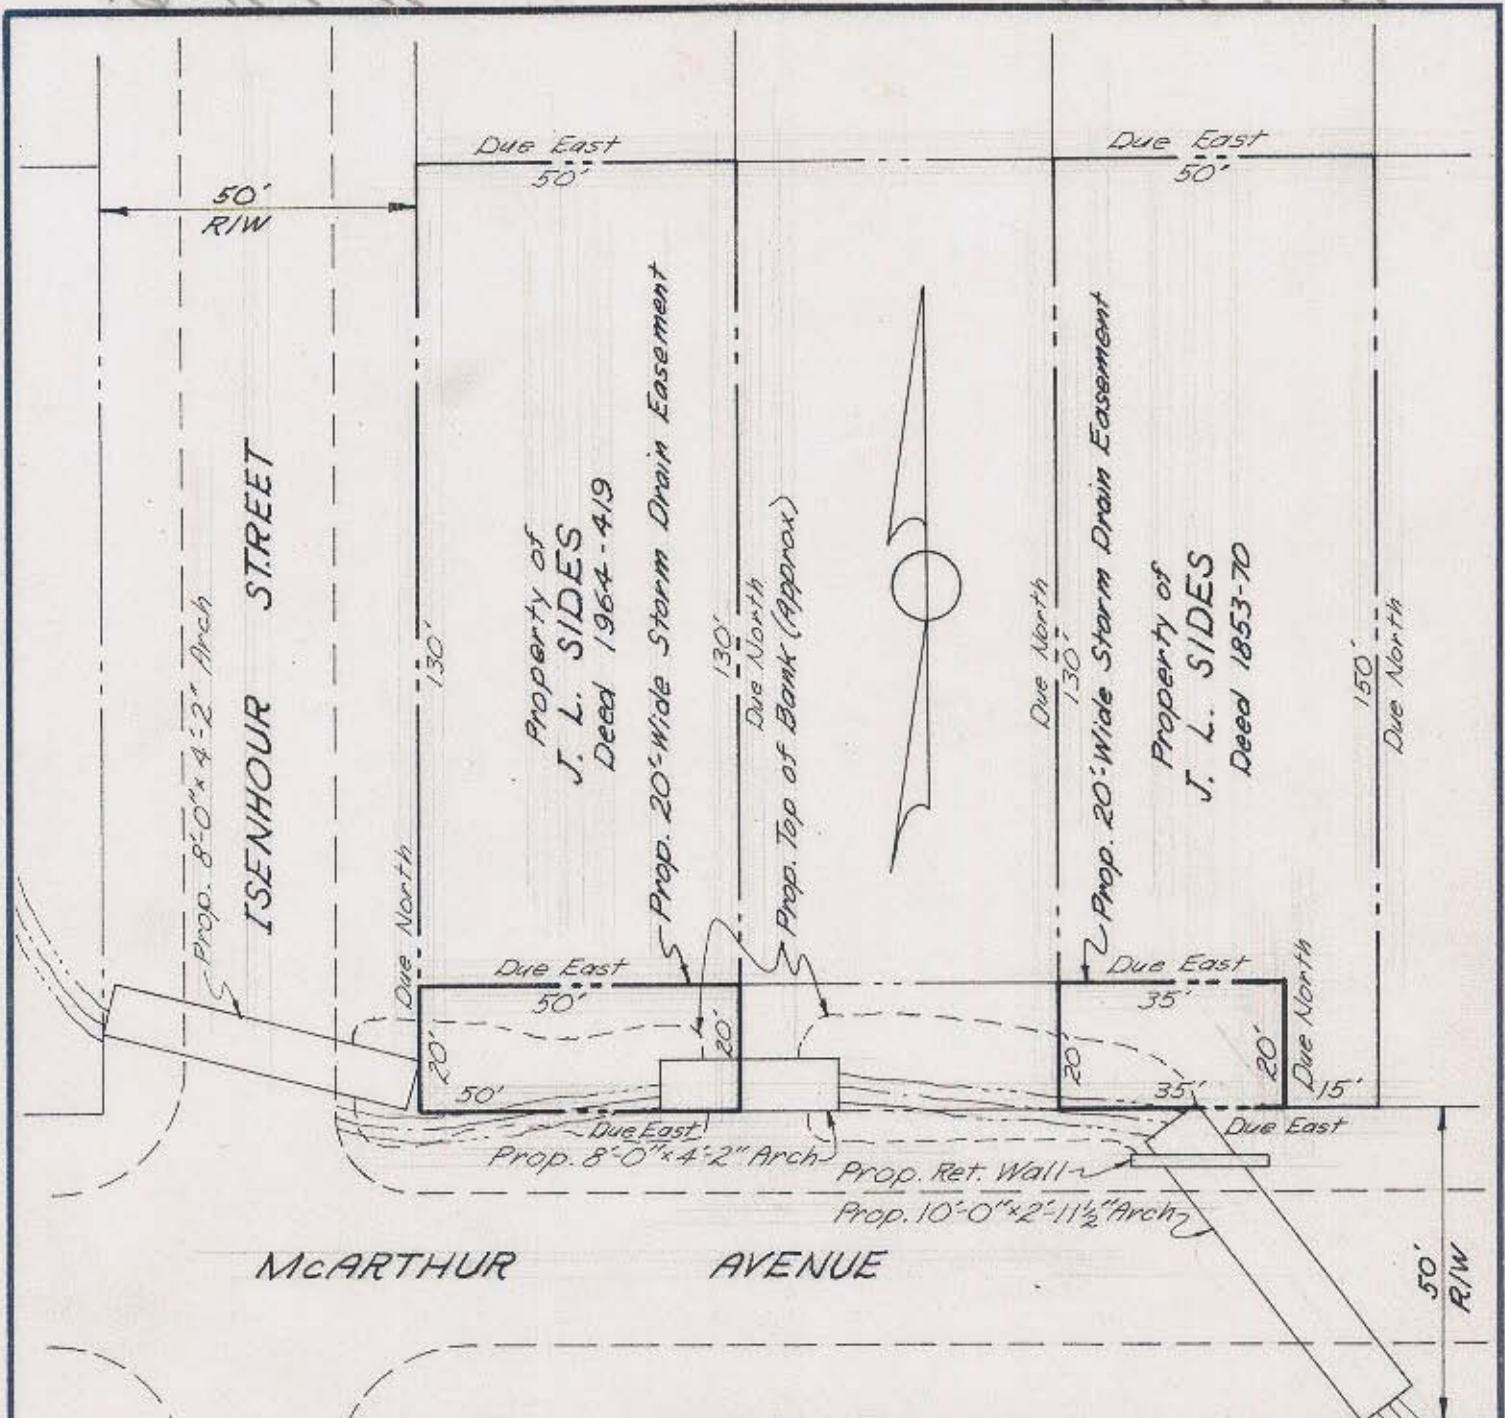 Due East
50'
Due East
50'
50'
R/W
ISENHOUR STREET
Prop. 8'-0"x4'-2" Arch
Due North
130'
Property of
J. L. SIDES
Deed 1964-419
Prop. 20'-Wide Storm Drain Easement
130'
Due North
Prop. Top of Bank (Approx)
Due North
130'
Prop. 20'-Wide Storm Drain Easement
Property of
J. L. SIDES
Deed 1853-70
150'
Due North
Due East
50'
20'
20'
50'
Due East
Prop. 8'-0"x4'-2" Arch
Due East
35'
20'
20'
Due North
35'
15'
Due East
Prop. Ret. Wall
Prop. 10'-0"x2'-11½" Arch
McARTHUR AVENUE
50'
R/W